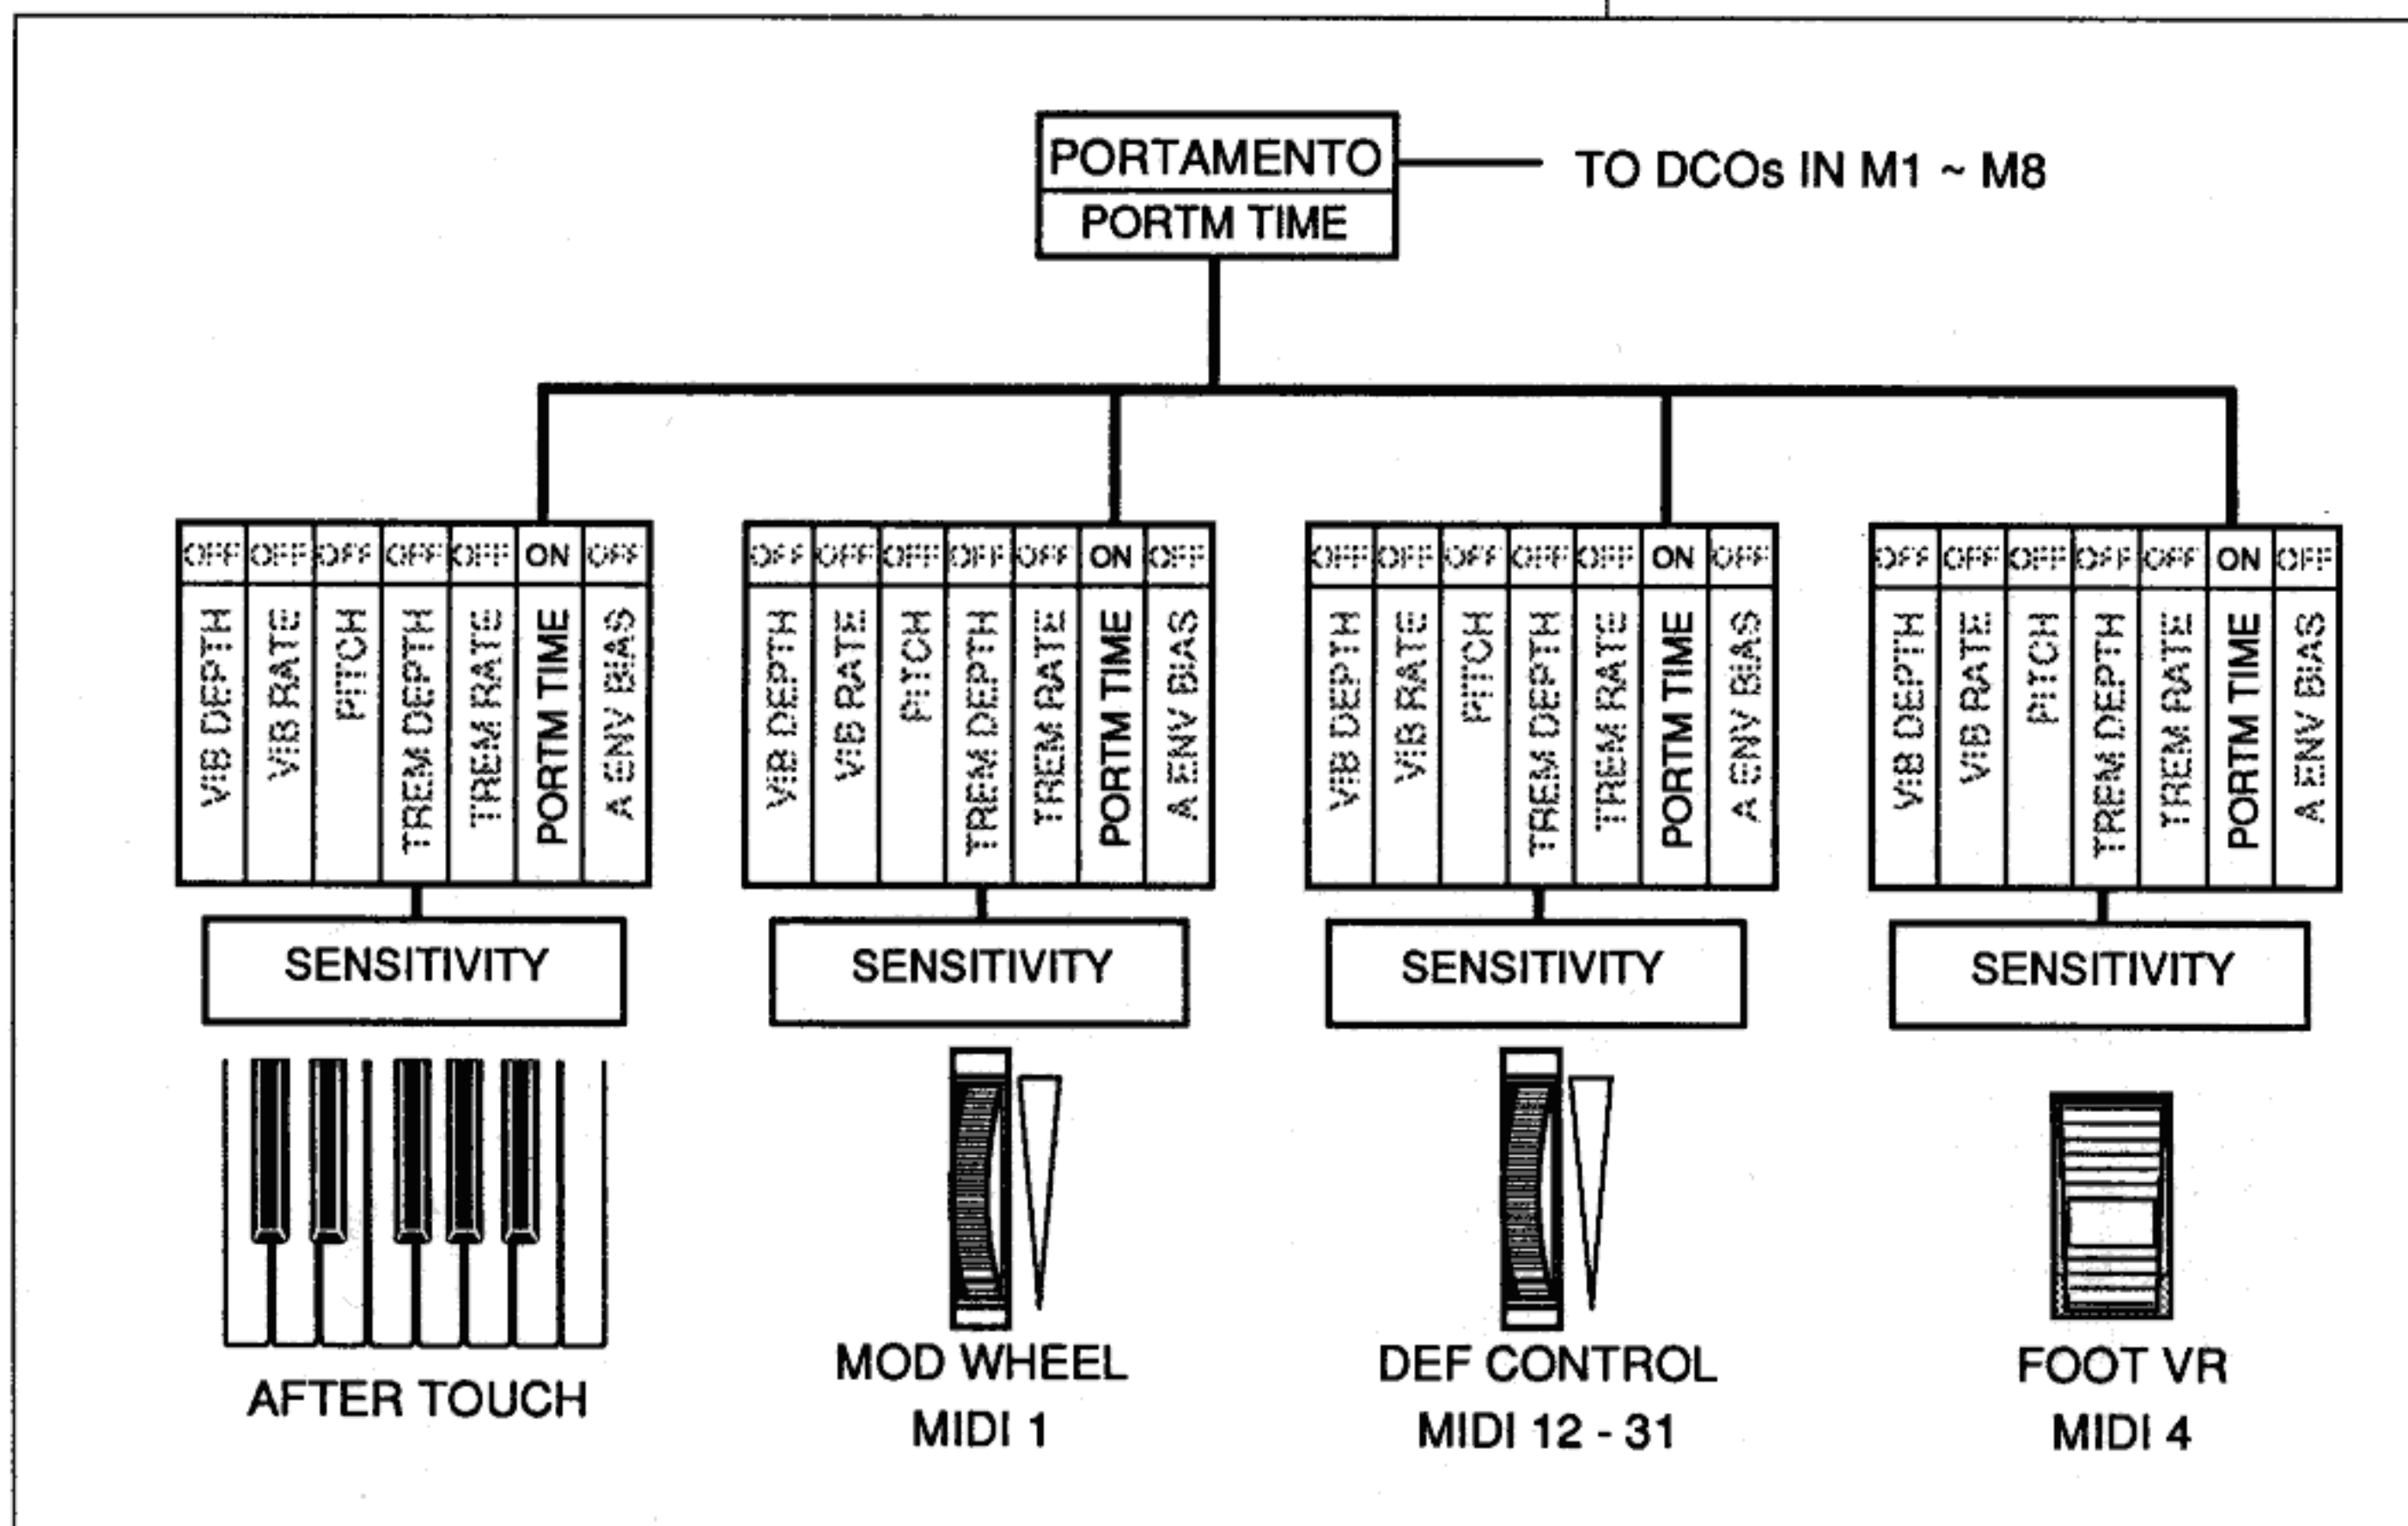 PORTAMENTO
TO DCOs IN M1 ~ M8
PORTM TIME
OFF OFF OFF OFF OFF ON OFF
VIB DEPTH
VIB RATE
PITCH
TREM DEPTH
TREM RATE
PORTM TIME
A ENV BIAS
OFF OFF OFF OFF OFF ON OFF
VIB DEPTH
VIB RATE
PITCH
TREM DEPTH
TREM RATE
PORTM TIME
A ENV BIAS
OFF OFF OFF OFF OFF ON OFF
VIB DEPTH
VIB RATE
PITCH
TREM DEPTH
TREM RATE
PORTM TIME
A ENV BIAS
OFF OFF OFF OFF OFF ON OFF
VIB DEPTH
VIB RATE
PITCH
TREM DEPTH
TREM RATE
PORTM TIME
A ENV BIAS
SENSITIVITY
SENSITIVITY
SENSITIVITY
SENSITIVITY
AFTER TOUCH
MOD WHEEL
MIDI 1
DEF CONTROL
MIDI 12 - 31
FOOT VR
MIDI 4